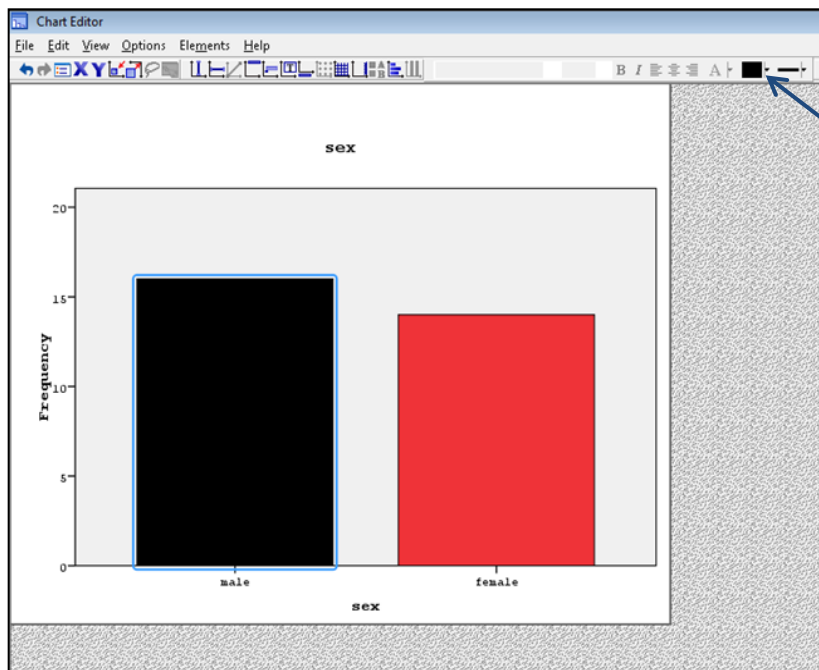 Chart Editor
File Edit View Options Elements Help
B I A
sex
20
15
10
5
0
Frequency
male female
sex